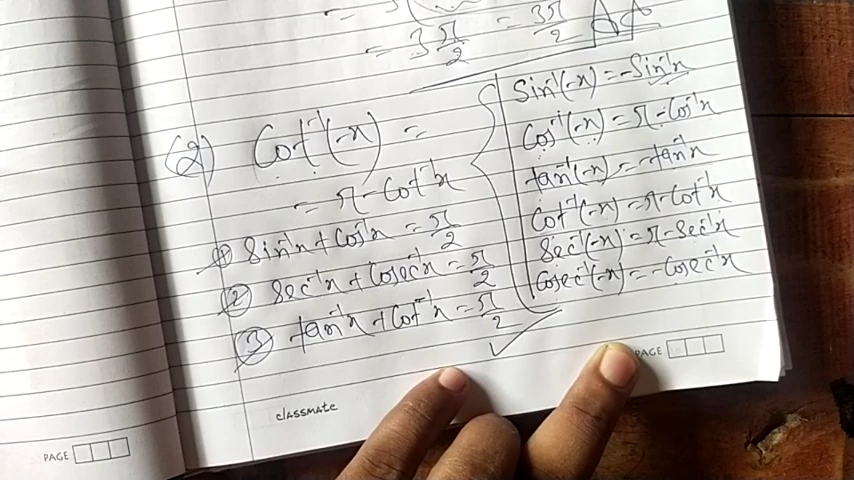 = 3π/2 = 3π/2
(2) Cot⁻¹(-x) =
= π - Cot⁻¹x
① Sin⁻¹x + Cos⁻¹x = π/2
② Sec⁻¹x + Cosec⁻¹x = π/2
③ tan⁻¹x + Cot⁻¹x = π/2
Sin⁻¹(-x) = -Sin⁻¹x
Cos⁻¹(-x) = π - Cos⁻¹x
tan⁻¹(-x) = -tan⁻¹x
Cot⁻¹(-x) = π - Cot⁻¹x
Sec⁻¹(-x) = π - Sec⁻¹x
Cosec⁻¹(-x) = -Cosec⁻¹x
classmate
PAGE
PAGE